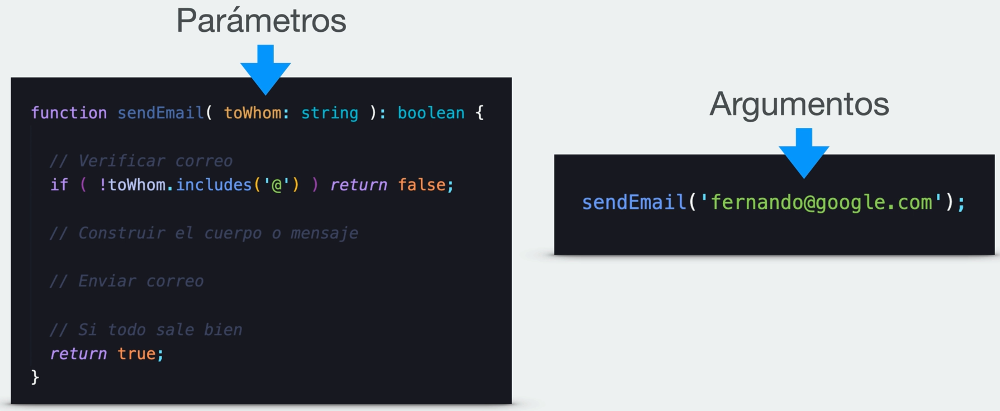 Parámetros
function sendEmail( toWhom: string ): boolean {
// Verificar correo
if ( !toWhom.includes('@') ) return false;
// Construir el cuerpo o mensaje
// Enviar correo
// Si todo sale bien
return true;
}
Argumentos
sendEmail('fernando@google.com');